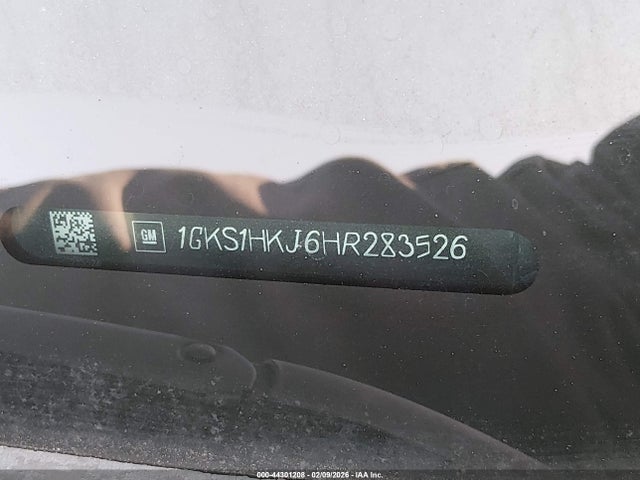 GM 1GKS1HKJ6HR283526
000-44301208 - 02/09/2026 - IAA Inc.